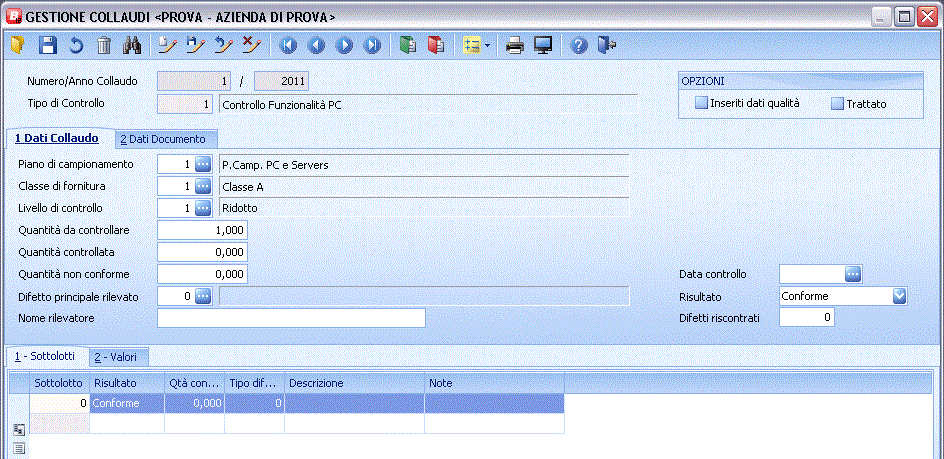 GESTIONE COLLAUDI <PROVA - AZIENDA DI PROVA>
Numero/Anno Collaudo 1 / 2011
Tipo di Controllo 1 Controllo Funzionalità PC
OPZIONI
Inseriti dati qualità Trattato
1 Dati Collaudo 2 Dati Documento
Piano di campionamento 1 ... P.Camp. PC e Servers
Classe di fornitura 1 ... Classe A
Livello di controllo 1 ... Ridotto
Quantità da controllare 1,000
Quantità controllata 0,000
Quantità non conforme 0,000 Data controllo ...
Difetto principale rilevato 0 ... Risultato Conforme
Nome rilevatore Difetti riscontrati 0
1 - Sottolotti 2 - Valori
Sottolotto Risultato Qtà con... Tipo dif... Descrizione Note
0 Conforme 0,000 0